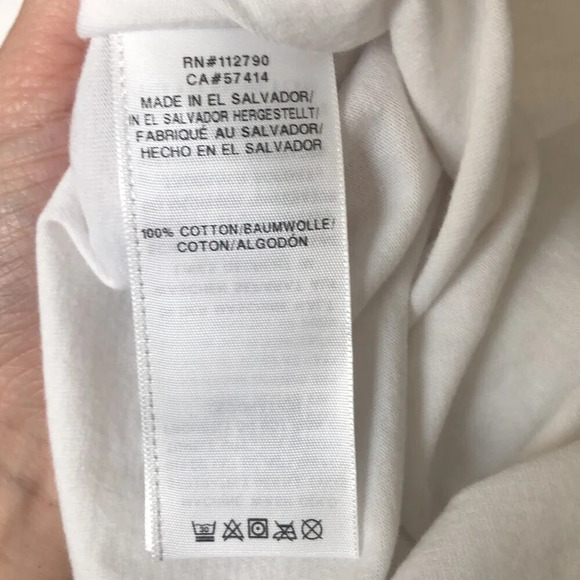 RN#112790
CA#57414
MADE IN EL SALVADOR/
IN EL SALVADOR HERGESTELLT/
FABRIQUÉ AU SALVADOR/
HECHO EN EL SALVADOR
100% COTTON/BAUMWOLLE/
COTON/ALGODÓN
30